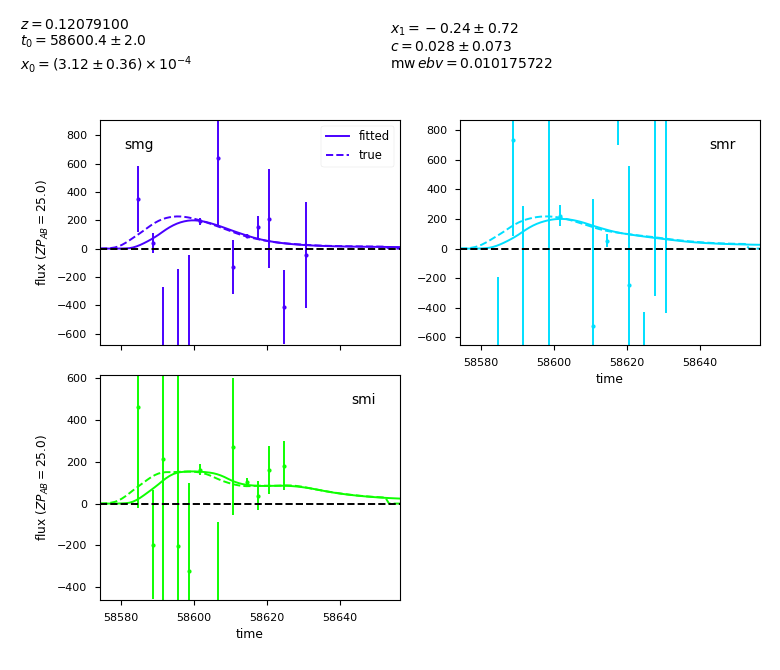 z = 0.12079100
t₀ = 58600.4 ± 2.0
x₀ = (3.12 ± 0.36) × 10⁻⁴
x₁ = −0.24 ± 0.72
c = 0.028 ± 0.073
mw ebv = 0.010175722
smg
fitted
true
800
600
400
200
0
−200
−400
−600
flux (ZP_AB = 25.0)
smr
800
600
400
200
0
−200
−400
−600
58580 58600 58620 58640
time
smi
600
400
200
0
−200
−400
flux (ZP_AB = 25.0)
58580 58600 58620 58640
time